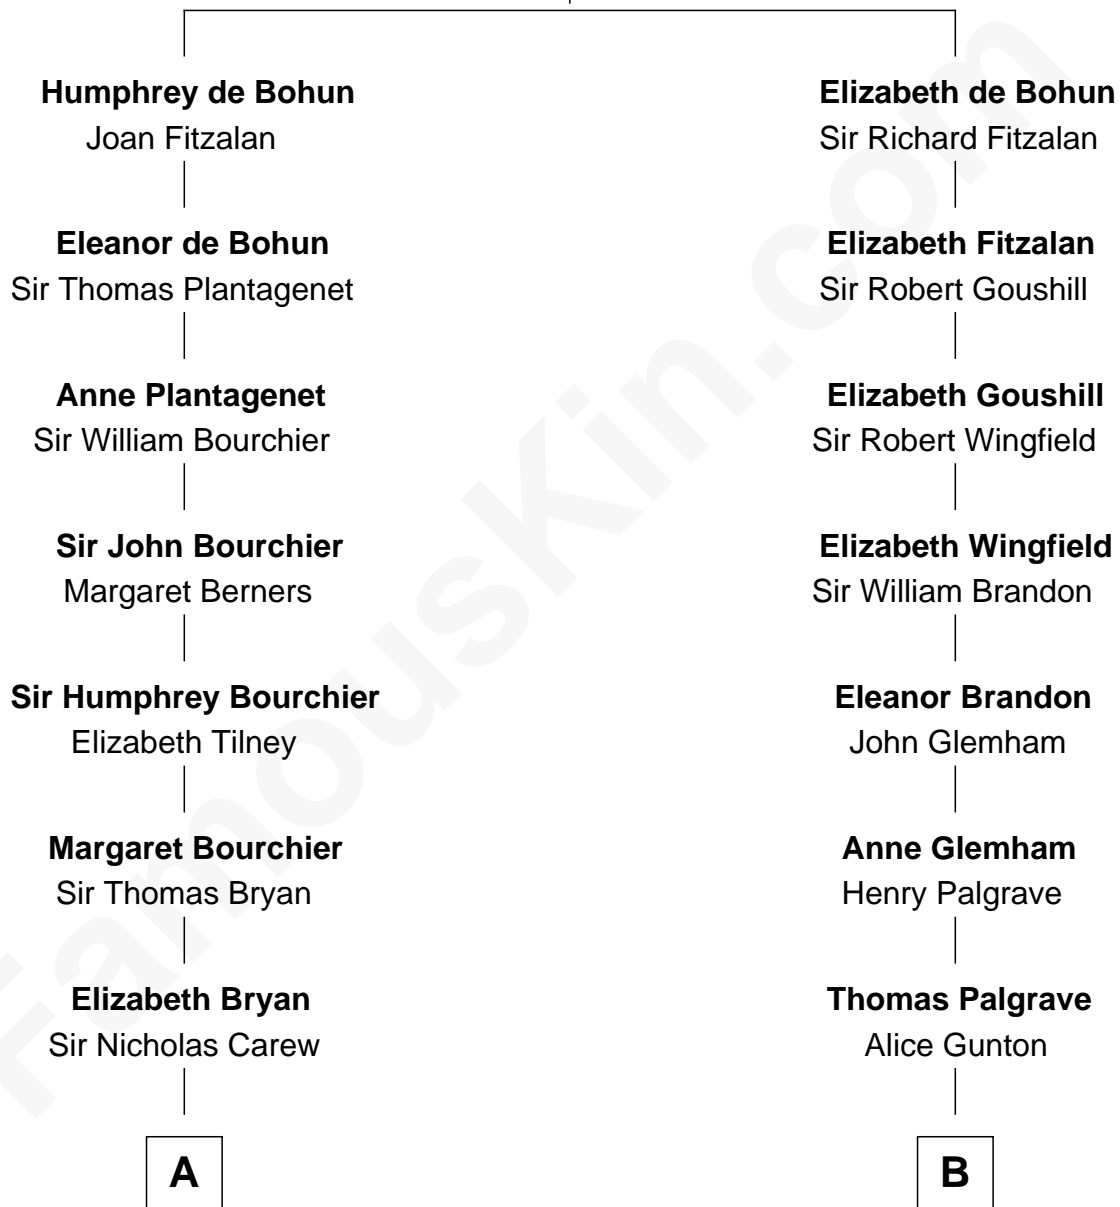 Humphrey de Bohun
Joan Fitzalan
Eleanor de Bohun
Sir Thomas Plantagenet
Anne Plantagenet
Sir William Bourchier
Sir John Bourchier
Margaret Berners
Sir Humphrey Bourchier
Elizabeth Tilney
Margaret Bourchier
Sir Thomas Bryan
Elizabeth Bryan
Sir Nicholas Carew
A
Elizabeth de Bohun
Sir Richard Fitzalan
Elizabeth Fitzalan
Sir Robert Goushill
Elizabeth Goushill
Sir Robert Wingfield
Elizabeth Wingfield
Sir William Brandon
Eleanor Brandon
John Glemham
Anne Glemham
Henry Palgrave
Thomas Palgrave
Alice Gunton
B
FamousKin.com